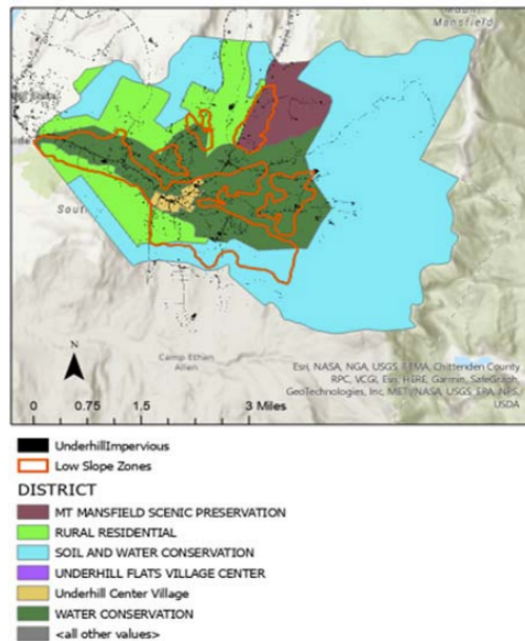 Mansfield
Sout
Camp Ethan
Allen
N
Esri, NASA, NGA, USGS, FEMA, Chittenden County
RPC, VCGI, Esri, HERE, Garmin, SafeGraph,
GeoTechnologies, Inc, METI/NASA, USGS, EPA, NPS,
USDA
0 0.75 1.5 3 Miles
UnderhillImpervious
Low Slope Zones
DISTRICT
MT MANSFIELD SCENIC PRESERVATION
RURAL RESIDENTIAL
SOIL AND WATER CONSERVATION
UNDERHILL FLATS VILLAGE CENTER
Underhill Center Village
WATER CONSERVATION
<all other values>